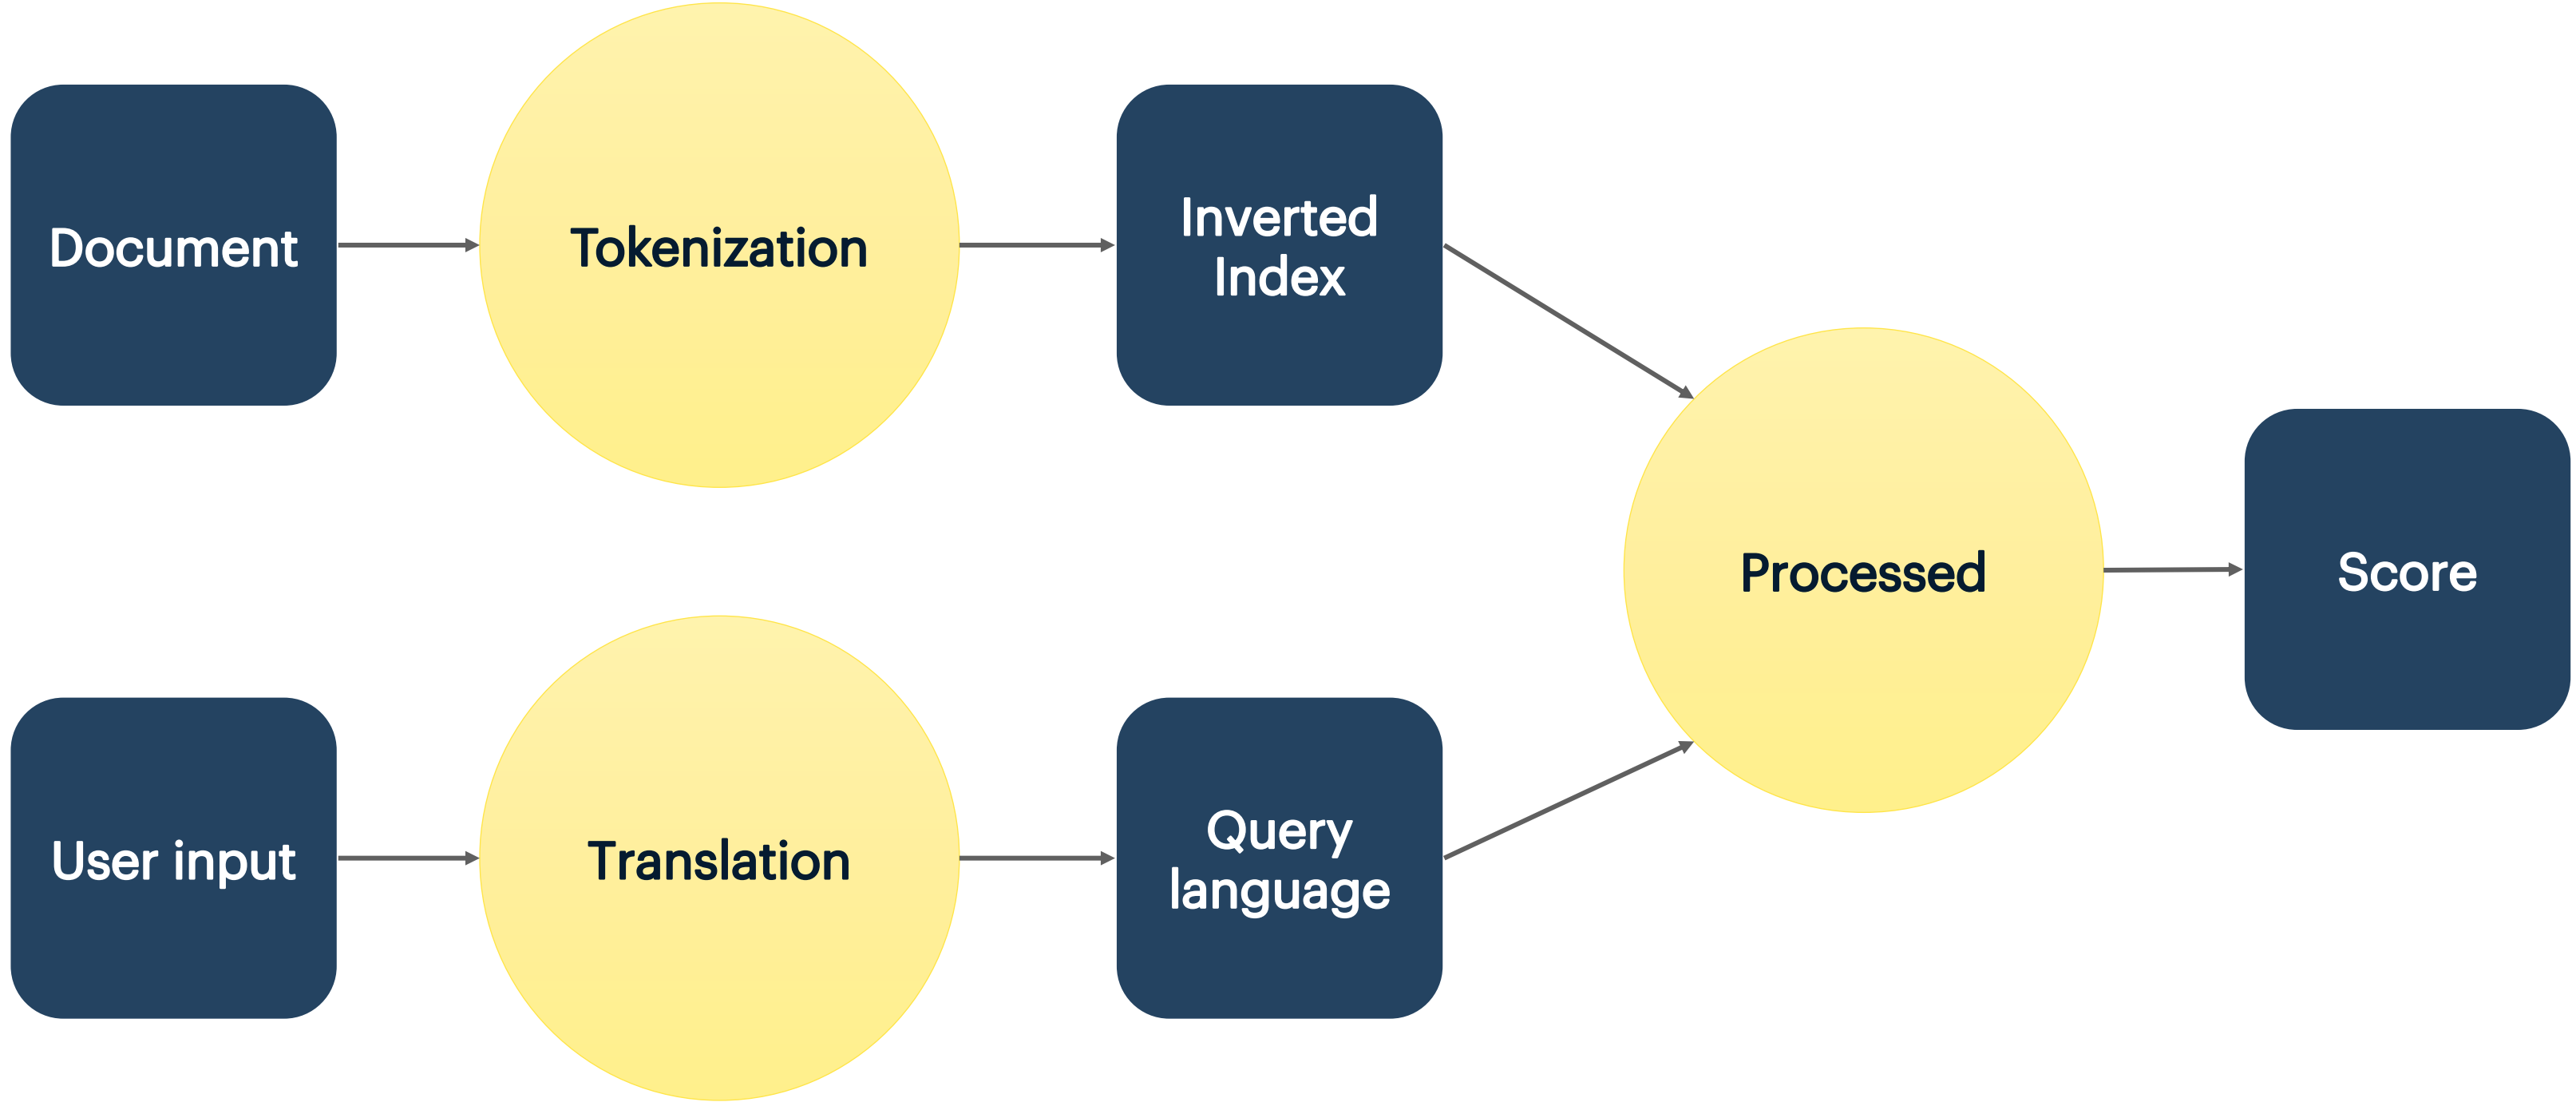 Document
Tokenization
Inverted
Index
Processed
Score
User input
Translation
Query
language